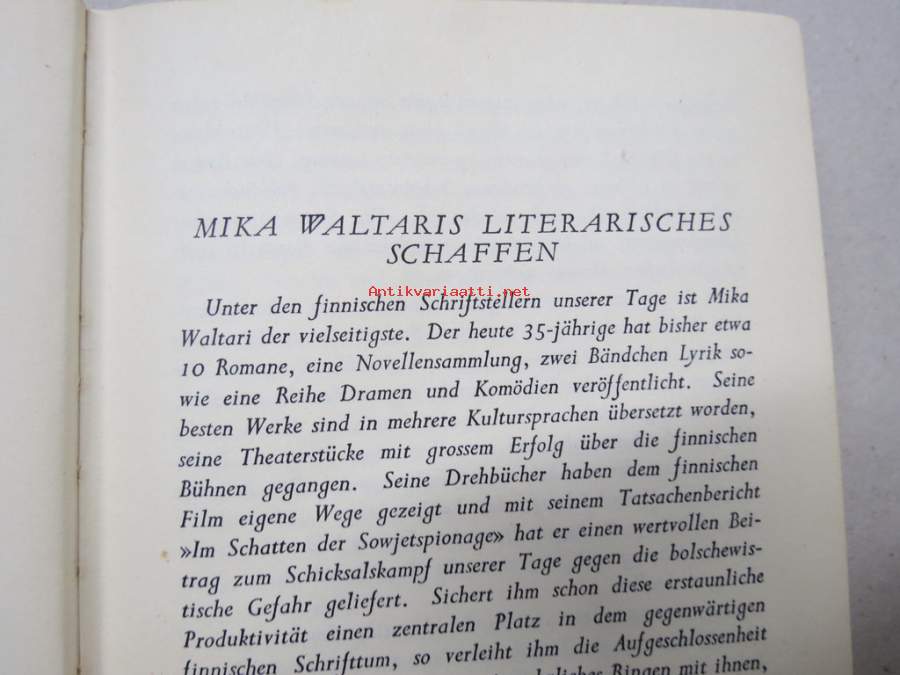 MIKA WALTARIS LITERARISCHES
SCHAFFEN
Antikvariaatti.net
Unter den finnischen Schriftstellern unserer Tage ist Mika
Waltari der vielseitigste. Der heute 35-jährige hat bisher etwa
10 Romane, eine Novellensammlung, zwei Bändchen Lyrik so-
wie eine Reihe Dramen und Komödien veröffentlicht. Seine
besten Werke sind in mehrere Kultursprachen übersetzt worden,
seine Theaterstücke mit grossem Erfolg über die finnischen
Bühnen gegangen. Seine Drehbücher haben dem finnischen
Film eigene Wege gezeigt und mit seinem Tatsachenbericht
»Im Schatten der Sowjetspionage» hat er einen wertvollen Bei-
trag zum Schicksalskampf unserer Tage gegen die bolschewis-
tische Gefahr geliefert. Sichert ihm schon diese erstaunliche
Produktivität einen zentralen Platz in dem gegenwärtigen
finnischen Schrifttum, so verleiht ihm die Aufgeschlossenheit
Ringen mit ihnen,